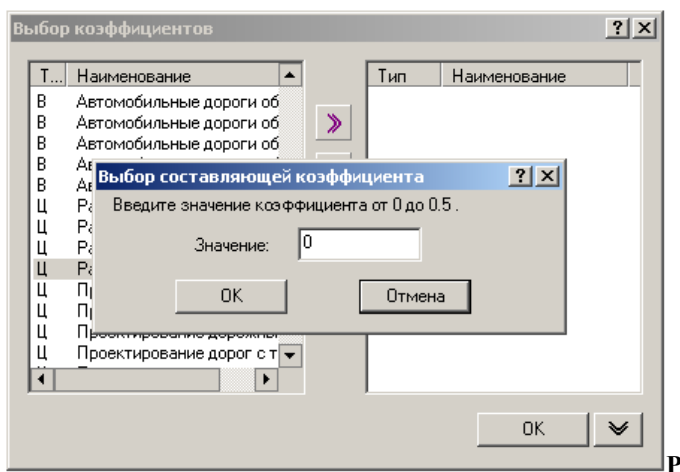 Выбор коэффициентов
Т... Наименование
Тип Наименование
В Автомобильные дороги об
В Автомобильные дороги об
В Автомобильные дороги об
В
В
Ц
Ц
Ц
Ц
Ц
Ц
Ц
Ц Проектирование дорог с т
Выбор составляющей коэффициента
Введите значение коэффициента от 0 до 0.5 .
Значение: 0
OK Отмена
OK
Р